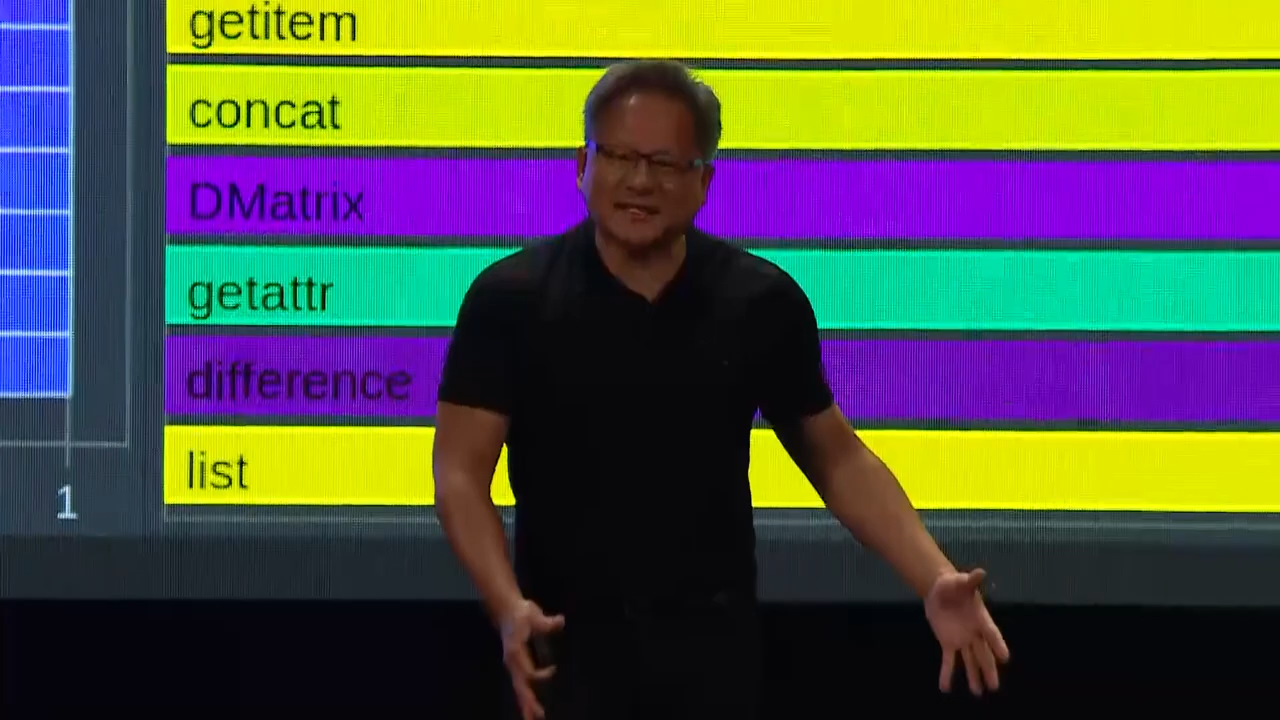 getitem
concat
DMatrix
getattr
difference
list
1